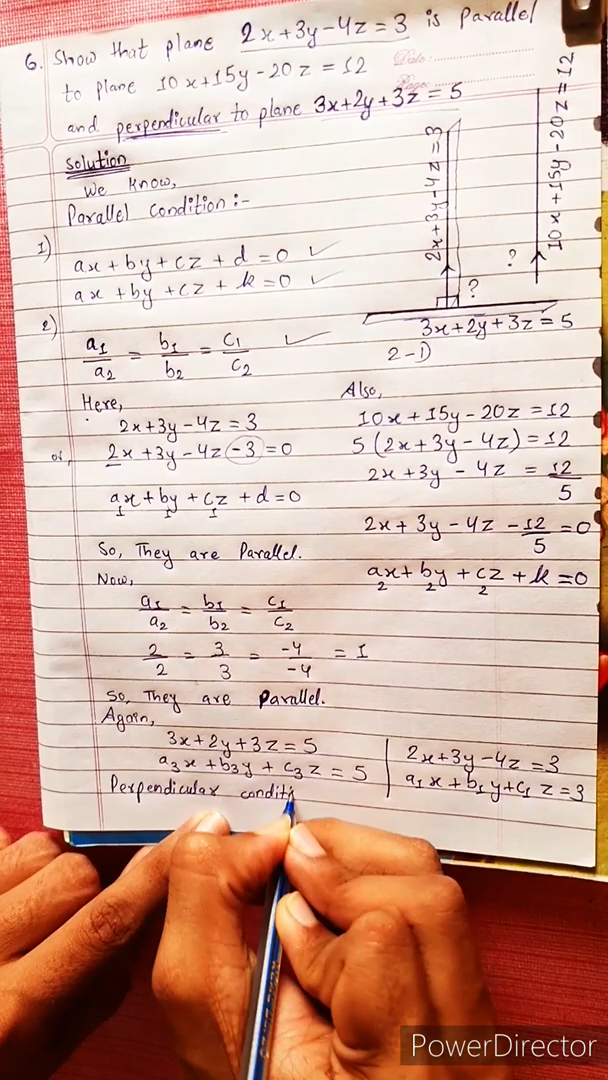 6. Show that plane 2x+3y-4z=3 is Parallel
to plane 10x+15y-20z=12
Date:
Page:
and perpendicular to plane 3x+2y+3z=5
Solution
We Know,
Parallel Condition:-
1) ax+by+cz+d=0 ✓
ax+by+cz+k=0 ✓
2) a1/a2 = b1/b2 = c1/c2 ✓
2x+3y-4z=3
?
10x+15y-20z=12
?
3x+2y+3z=5
2-D
Here,
2x+3y-4z=3
or, 2x+3y-4z-3=0
a1x+b1y+c1z+d=0
So, They are Parallel.
Also,
10x+15y-20z=12
5(2x+3y-4z)=12
2x+3y-4z=12/5
2x+3y-4z-12/5=0
a2x+b2y+c2z+k=0
Now,
a1/a2 = b1/b2 = c1/c2
2/2 = 3/3 = -4/-4 = 1
So, They are Parallel.
Again,
3x+2y+3z=5
a3x+b3y+c3z=5
2x+3y-4z=3
a1x+b1y+c1z=3
Perpendicular conditi
PowerDirector